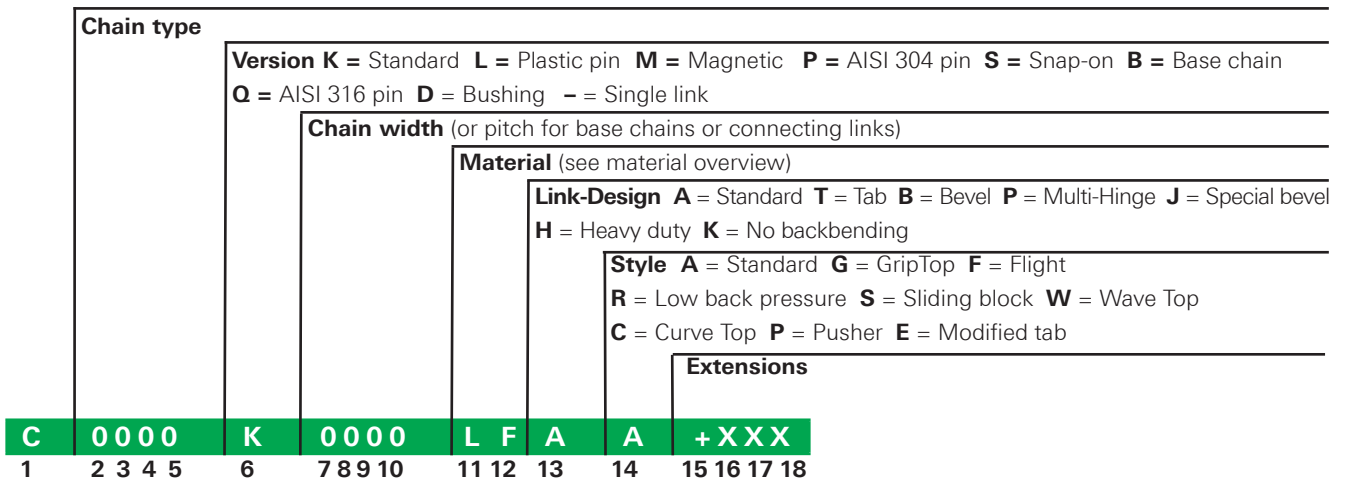 Chain type
Version K = Standard L = Plastic pin M = Magnetic P = AISI 304 pin S = Snap-on B = Base chain
Q = AISI 316 pin D = Bushing – = Single link
Chain width (or pitch for base chains or connecting links)
Material (see material overview)
Link-Design A = Standard T = Tab B = Bevel P = Multi-Hinge J = Special bevel
H = Heavy duty K = No backbending
Style A = Standard G = GripTop F = Flight
R = Low back pressure S = Sliding block W = Wave Top
C = Curve Top P = Pusher E = Modified tab
Extensions
C 0000 K 0000 L F A A +XXX
1 2 3 4 5 6 7 8 9 10 11 12 13 14 15 16 17 18